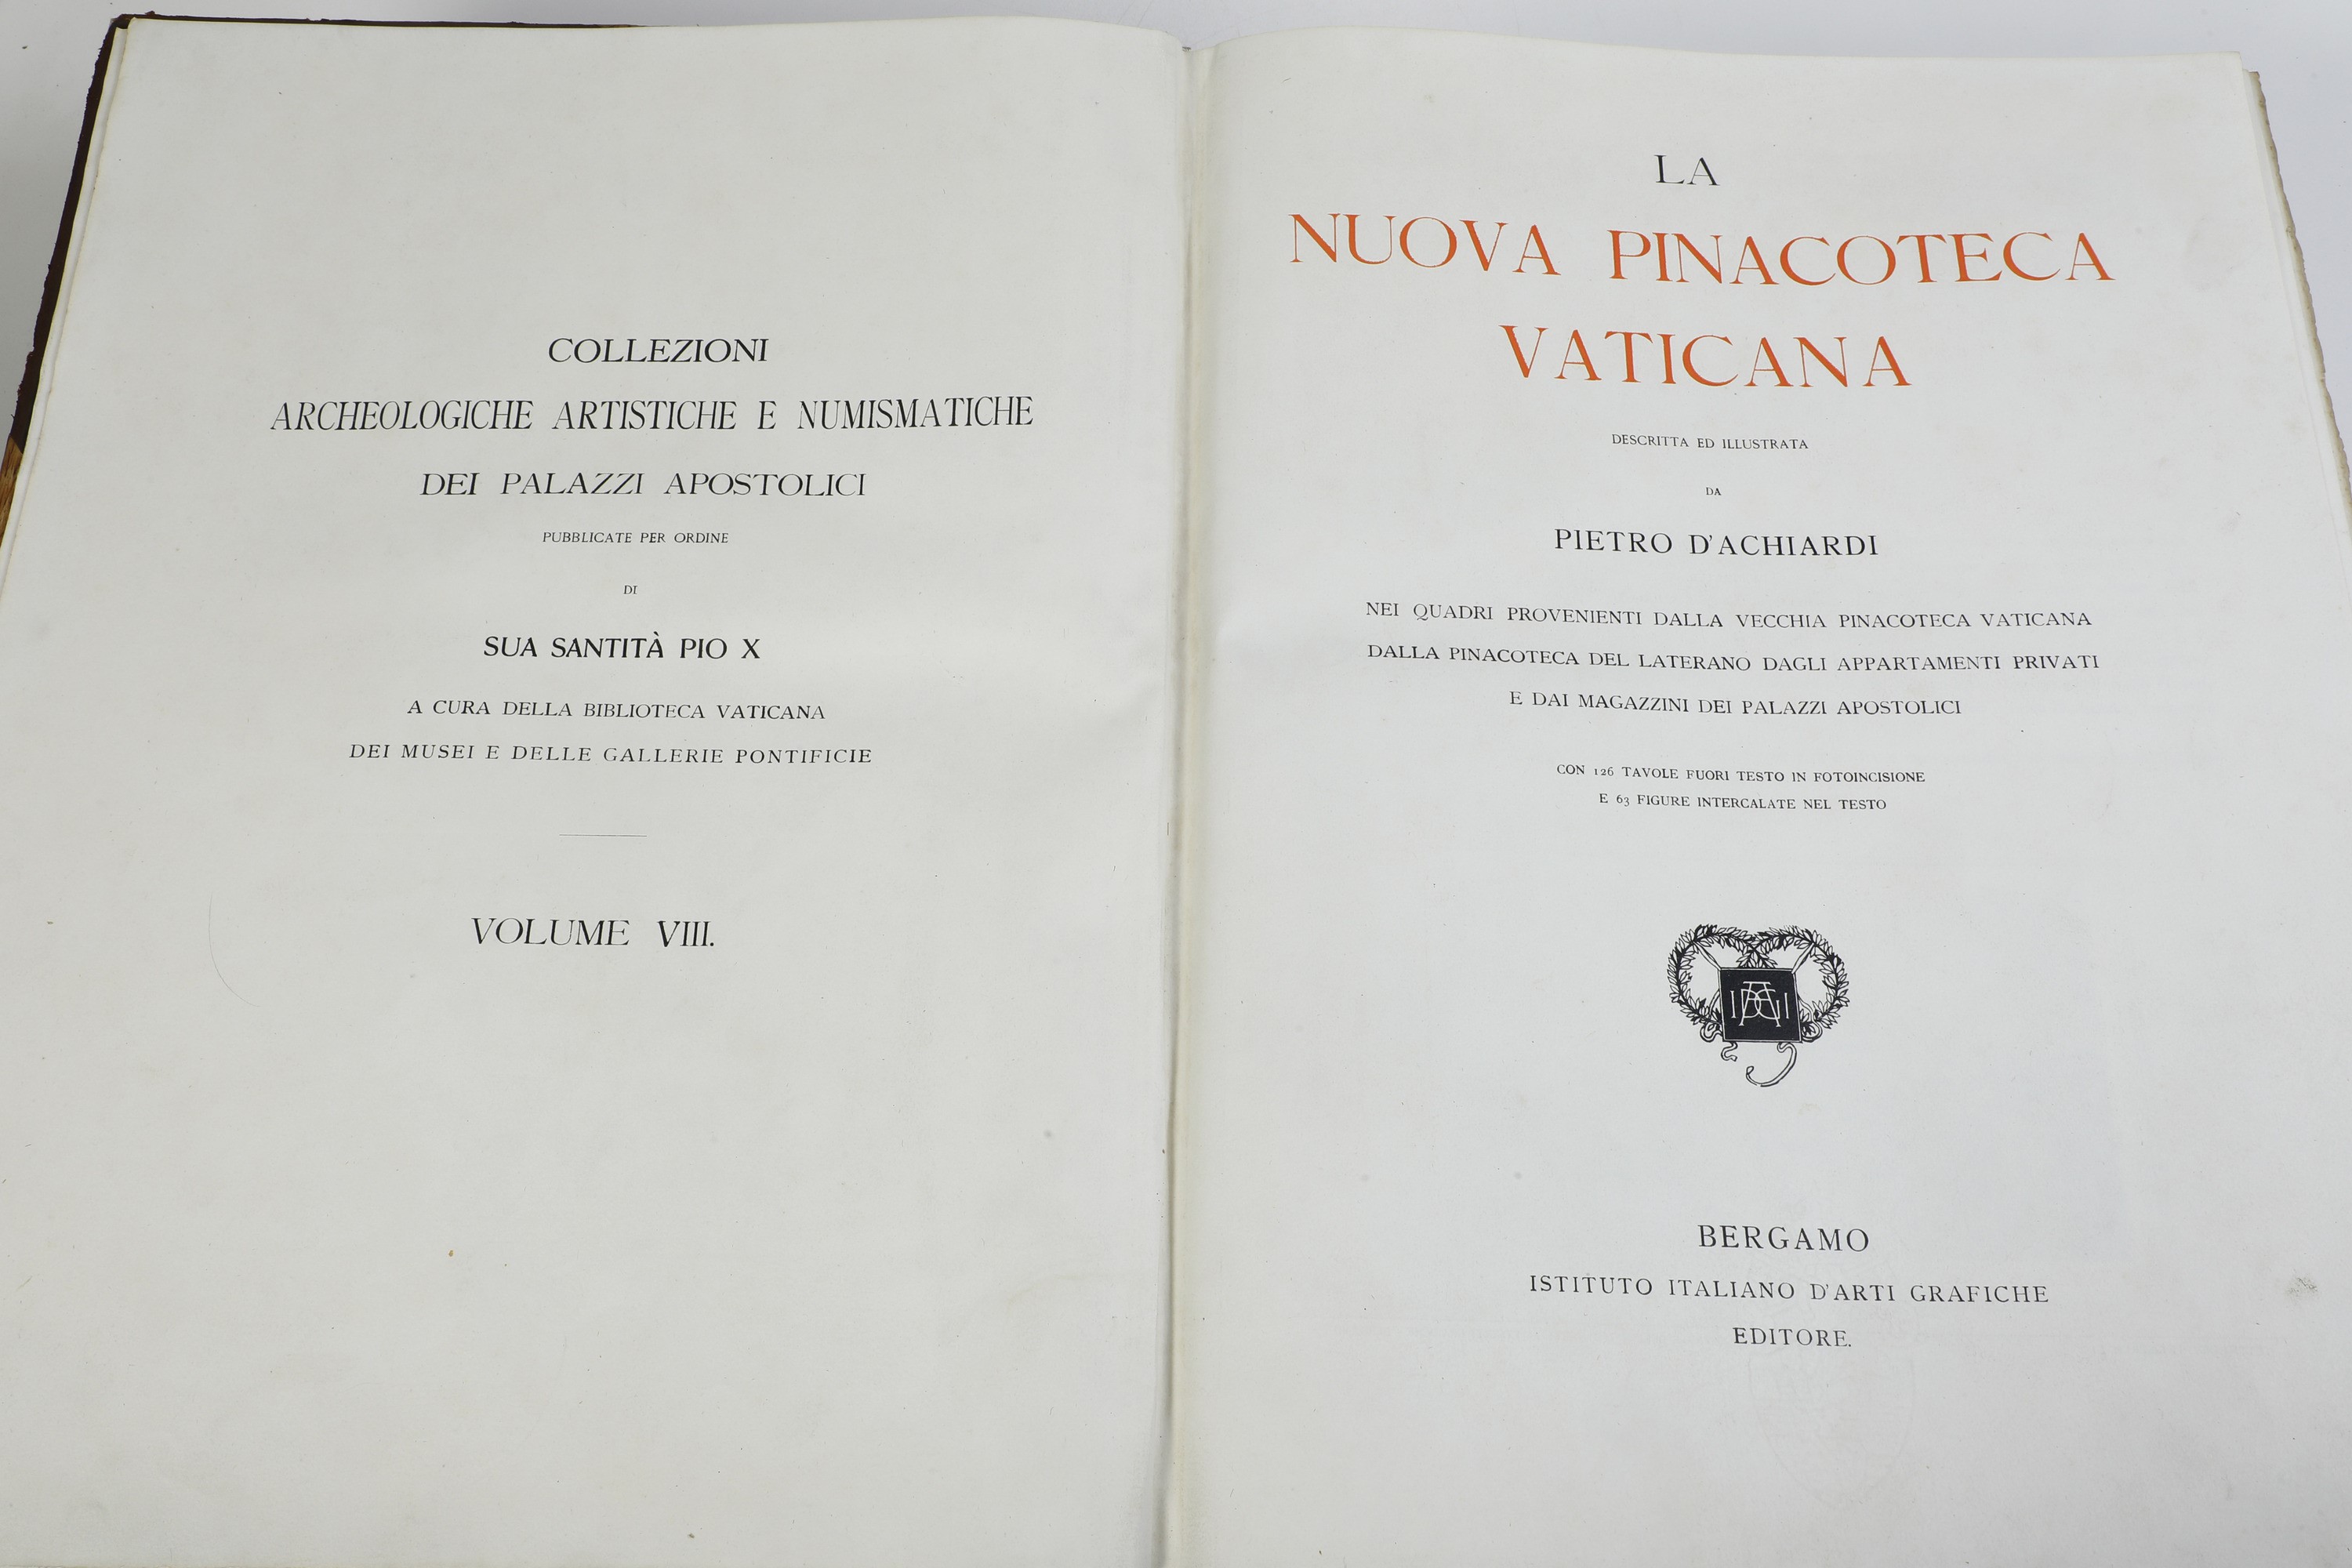 COLLEZIONI
ARCHEOLOGICHE ARTISTICHE E NUMISMATICHE
DEI PALAZZI APOSTOLICI
PUBBLICATE PER ORDINE
DI
SUA SANTITÀ PIO X
A CURA DELLA BIBLIOTECA VATICANA
DEI MUSEI E DELLE GALLERIE PONTIFICIE
VOLUME VIII.
LA
NUOVA PINACOTECA
VATICANA
DESCRITTA ED ILLUSTRATA
DA
PIETRO D'ACHIARDI
NEI QUADRI PROVENIENTI DALLA VECCHIA PINACOTECA VATICANA
DALLA PINACOTECA DEL LATERANO DAGLI APPARTAMENTI PRIVATI
E DAI MAGAZZINI DEI PALAZZI APOSTOLICI
CON 126 TAVOLE FUORI TESTO IN FOTOINCISIONE
E 63 FIGURE INTERCALATE NEL TESTO
BERGAMO
ISTITUTO ITALIANO D'ARTI GRAFICHE
EDITORE.